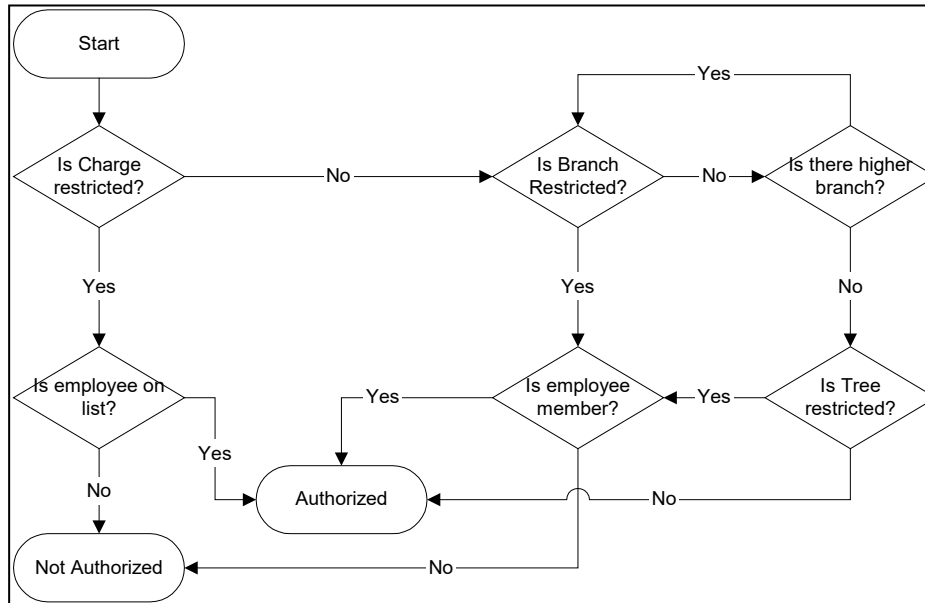 Start
Yes
Is Charge
restricted?
No
Is Branch
Restricted?
No
Is there higher
branch?
Yes
Yes
No
Is employee on
list?
Yes
Is employee
member?
Yes
Is Tree
restricted?
Yes
No
Authorized
No
Not Authorized
No